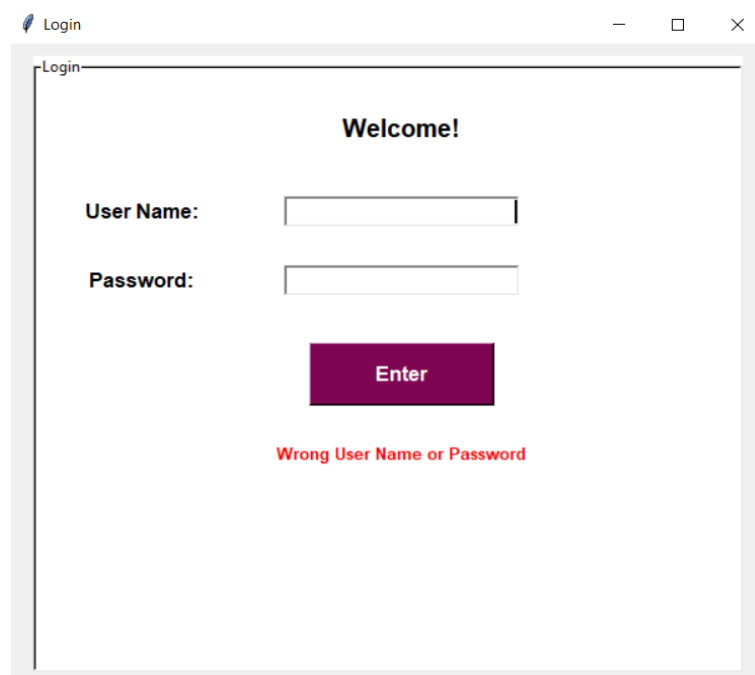 Login
Login
Welcome!
User Name:
Password:
Enter
Wrong User Name or Password